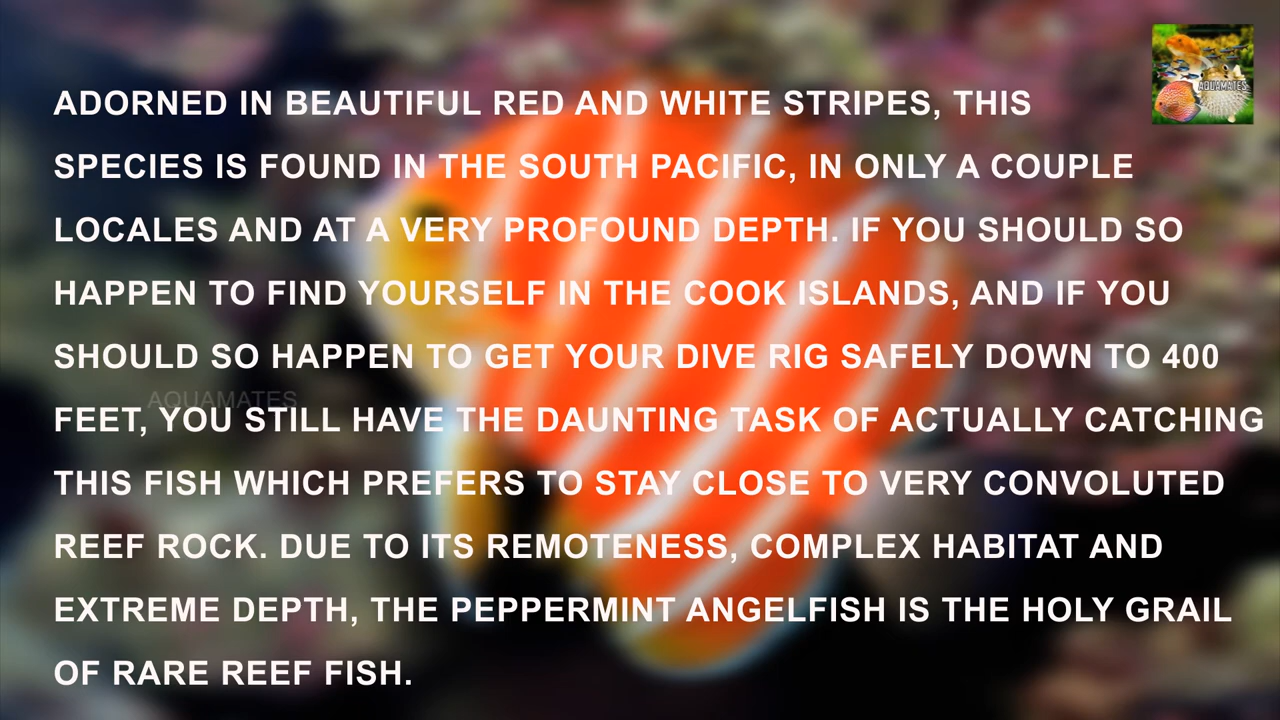 AQUAMATES
ADORNED IN BEAUTIFUL RED AND WHITE STRIPES, THIS
SPECIES IS FOUND IN THE SOUTH PACIFIC, IN ONLY A COUPLE
LOCALES AND AT A VERY PROFOUND DEPTH. IF YOU SHOULD SO
HAPPEN TO FIND YOURSELF IN THE COOK ISLANDS, AND IF YOU
SHOULD SO HAPPEN TO GET YOUR DIVE RIG SAFELY DOWN TO 400
AQUAMATES
FEET, YOU STILL HAVE THE DAUNTING TASK OF ACTUALLY CATCHING
THIS FISH WHICH PREFERS TO STAY CLOSE TO VERY CONVOLUTED
REEF ROCK. DUE TO ITS REMOTENESS, COMPLEX HABITAT AND
EXTREME DEPTH, THE PEPPERMINT ANGELFISH IS THE HOLY GRAIL
OF RARE REEF FISH.